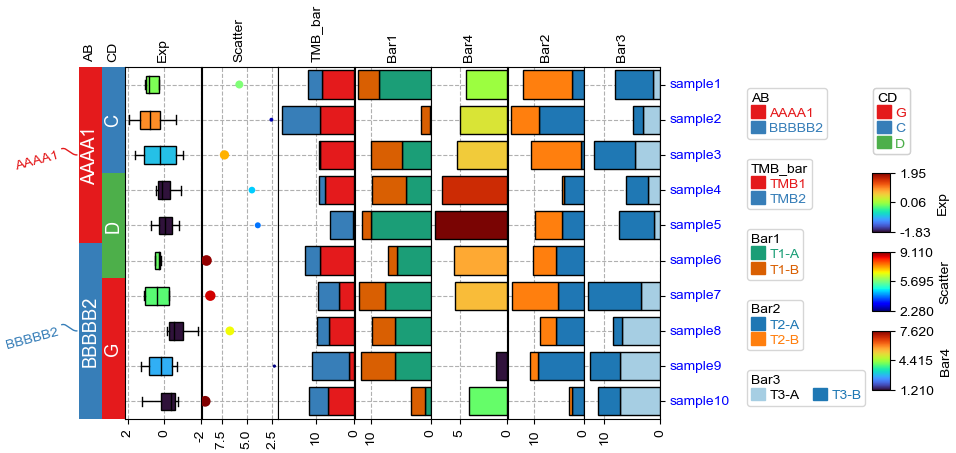 AB
CD
Exp
Scatter
TMB_bar
Bar1
Bar4
Bar2
Bar3
AAAA1
BBBBB2
AAAA1
BBBBB2
C
D
G
sample1
sample2
sample3
sample4
sample5
sample6
sample7
sample8
sample9
sample10
2 0 -2 7.5 5.0 2.5 10 0 10 0 5 0 10 0 10 0
AB
AAAA1
BBBBB2
TMB_bar
TMB1
TMB2
Bar1
T1-A
T1-B
Bar2
T2-A
T2-B
Bar3
T3-A T3-B
CD
G
C
D
1.95
0.06
-1.83
Exp
9.110
5.695
2.280
Scatter
7.620
4.415
1.210
Bar4